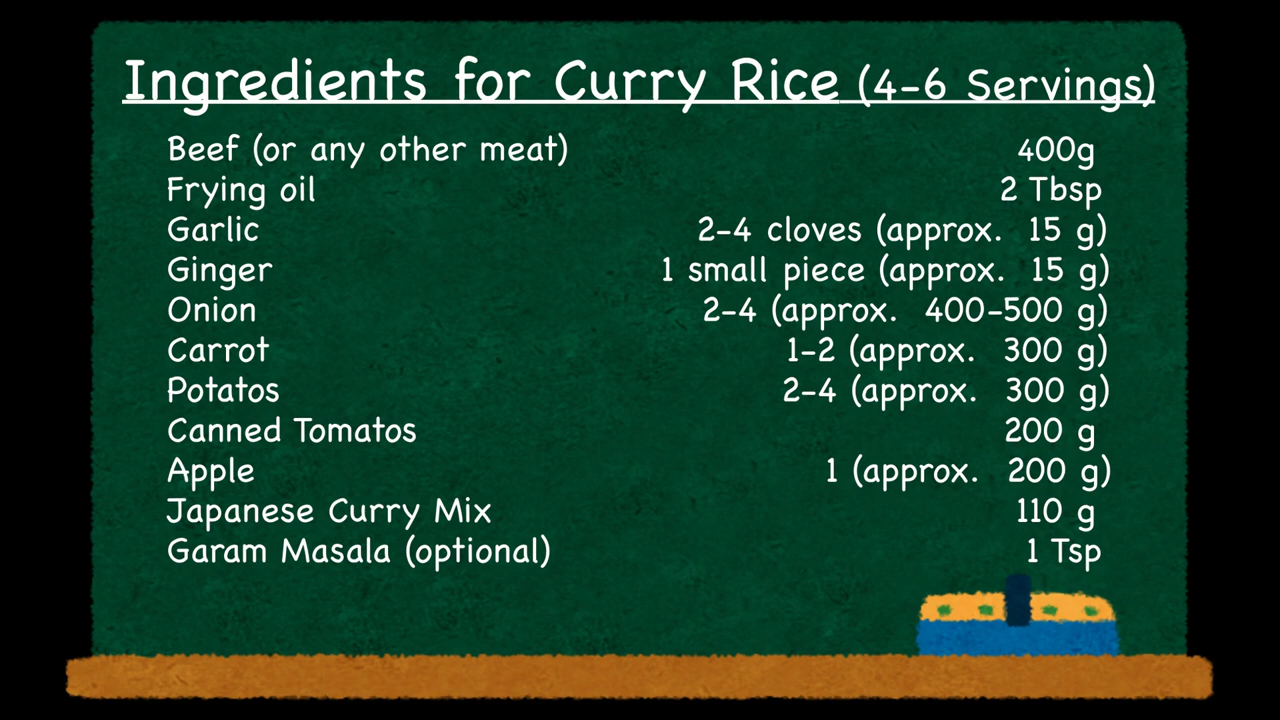 Ingredients for Curry Rice (4-6 Servings)
Beef (or any other meat) 400g
Frying oil 2 Tbsp
Garlic 2-4 cloves (approx. 15 g)
Ginger 1 small piece (approx. 15 g)
Onion 2-4 (approx. 400-500 g)
Carrot 1-2 (approx. 300 g)
Potatos 2-4 (approx. 300 g)
Canned Tomatos 200 g
Apple 1 (approx. 200 g)
Japanese Curry Mix 110 g
Garam Masala (optional) 1 Tsp